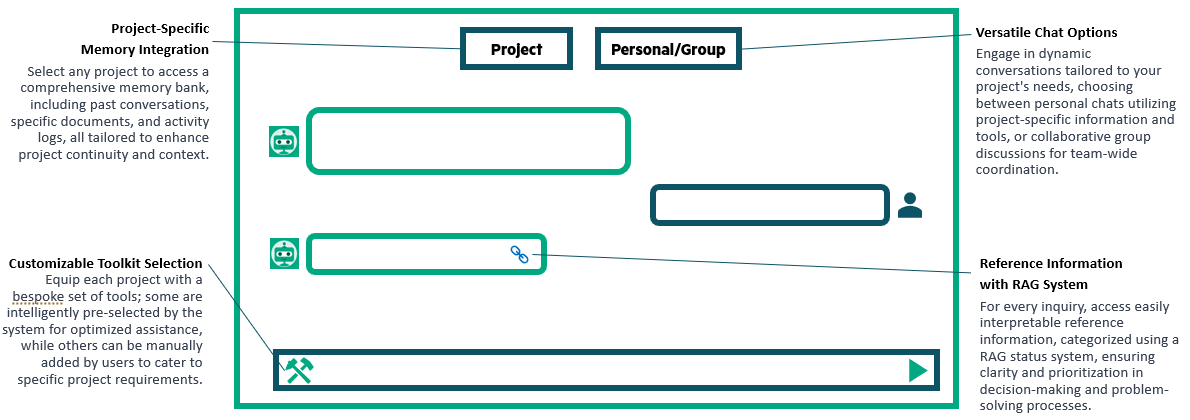 Project-Specific
Memory Integration
Select any project to access a
comprehensive memory bank,
including past conversations,
specific documents, and activity
logs, all tailored to enhance
project continuity and context.
Project
Personal/Group
Versatile Chat Options
Engage in dynamic
conversations tailored to your
project's needs, choosing
between personal chats utilizing
project-specific information and
tools, or collaborative group
discussions for team-wide
coordination.
Customizable Toolkit Selection
Equip each project with a
bespoke set of tools; some are
intelligently pre-selected by the
system for optimized assistance,
while others can be manually
added by users to cater to
specific project requirements.
Reference Information
with RAG System
For every inquiry, access easily
interpretable reference
information, categorized using a
RAG status system, ensuring
clarity and prioritization in
decision-making and problem-
solving processes.